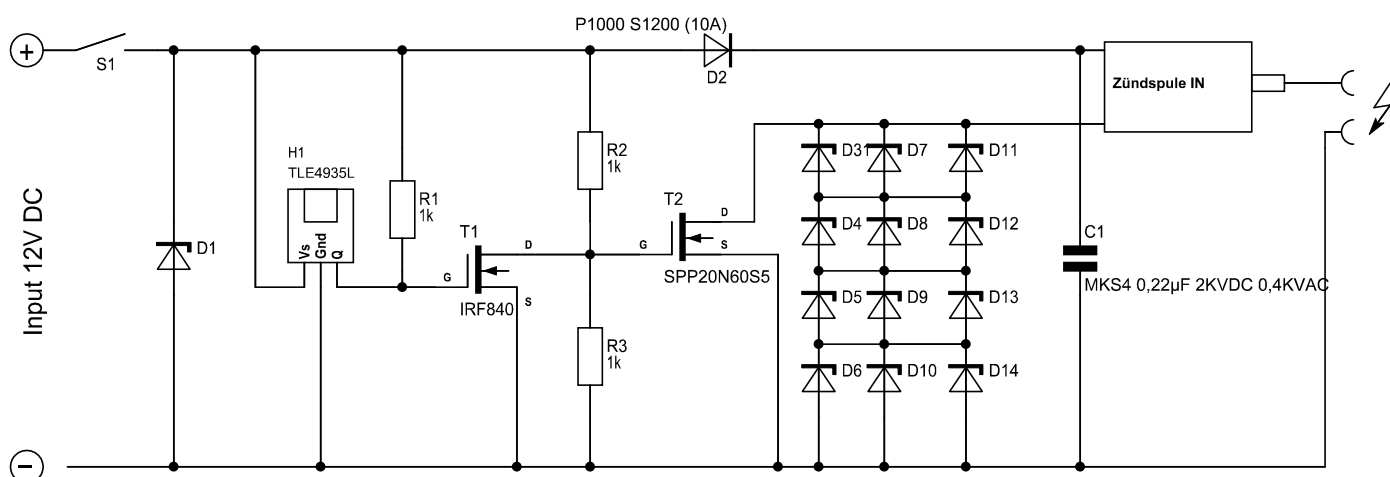 P1000 S1200 (10A)
+
S1
D2
Zündspule IN
H1
TLE4935L
R2
1k
D31
D7
D11
Input 12V DC
R1
1k
T2
T1
D
D4
D8
D12
D1
Vs
Gnd
Q
D
G
S
C1
G
SPP20N60S5
MKS4 0,22µF 2KVDC 0,4KVAC
IRF840
S
D5
D9
D13
R3
1k
D6
D10
D14
−